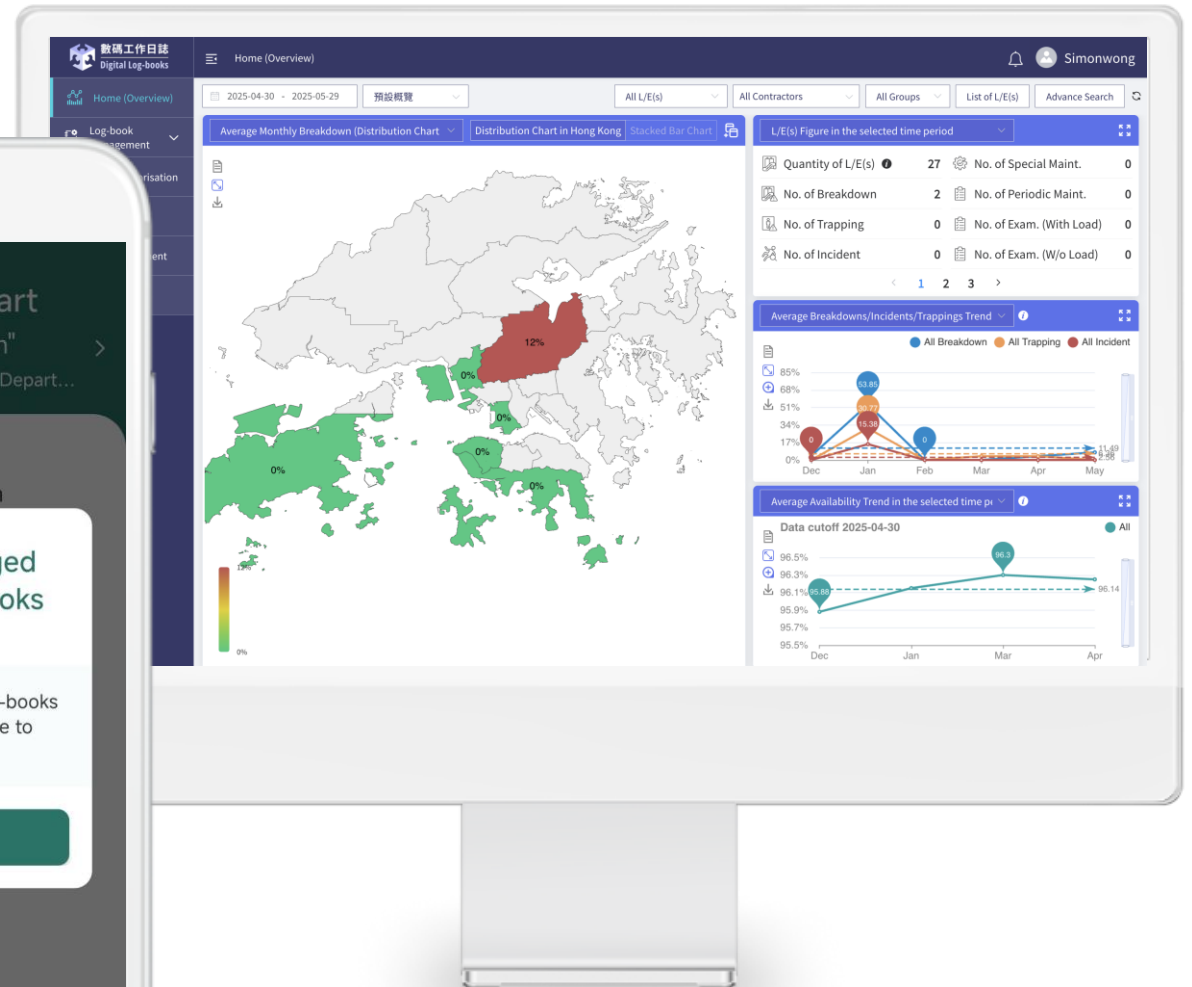 數碼工作日誌
Digital Log-books
Home (Overview)
Simonwong
Home (Overview)
Log-book
2025-04-30 - 2025-05-29
預設概覽
All L/E(s)
All Contractors
All Groups
List of L/E(s)
Advance Search
Average Monthly Breakdown (Distribution Chart
Distribution Chart in Hong Kong
Stacked Bar Chart
12%
0%
0%
0%
0%
0%
12%
0%
L/E(s) Figure in the selected time period
Quantity of L/E(s) 27
No. of Special Maint. 0
No. of Breakdown 2
No. of Periodic Maint. 0
No. of Trapping 0
No. of Exam. (With Load) 0
No. of Incident 0
No. of Exam. (W/o Load) 0
< 1 2 3 >
Average Breakdowns/Incidents/Trappings Trend
All Breakdown All Trapping All Incident
85%
68%
51%
34%
17%
0%
53.85
30.77
15.38
0
0
11.49
2.56
Dec Jan Feb Mar Apr May
Average Availability Trend in the selected time
Data cutoff 2025-04-30
All
96.5%
96.3%
96.1%
95.9%
95.7%
95.5%
95.88
96.3
96.14
Dec Jan Mar Apr
Depart...
-books
e to